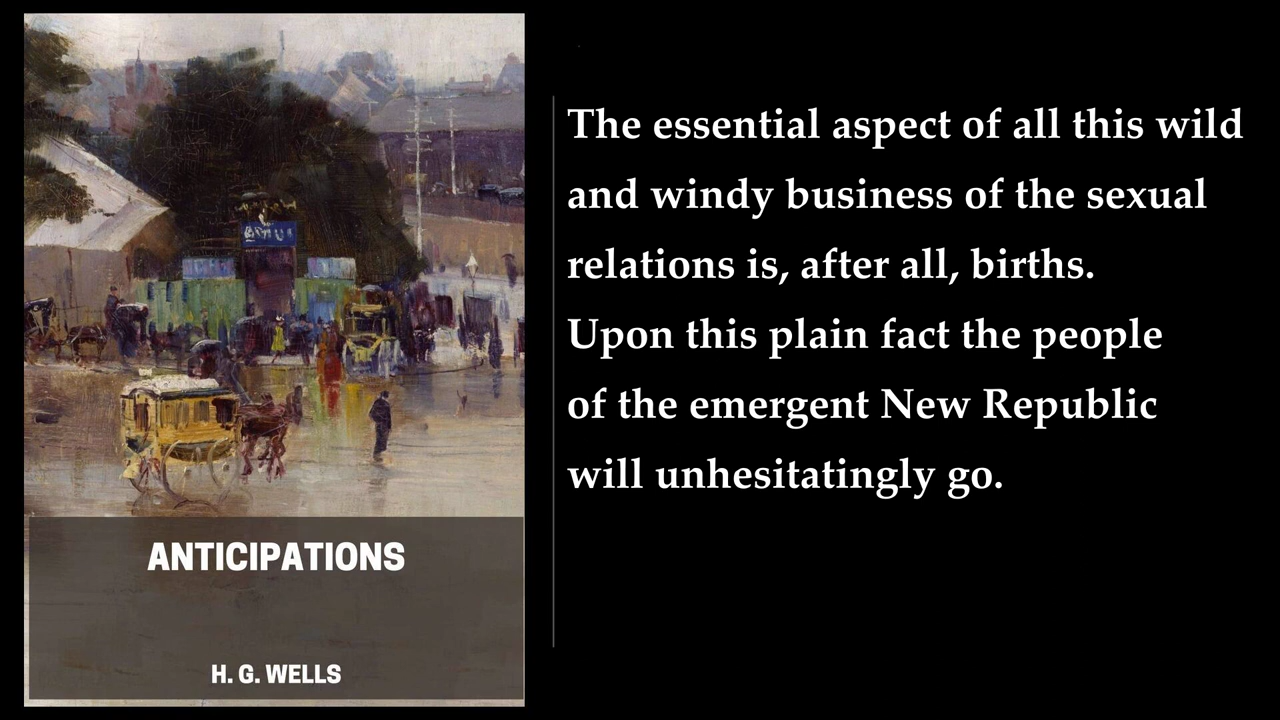 ANTICIPATIONS
H. G. WELLS
The essential aspect of all this wild
and windy business of the sexual
relations is, after all, births.
Upon this plain fact the people
of the emergent New Republic
will unhesitatingly go.